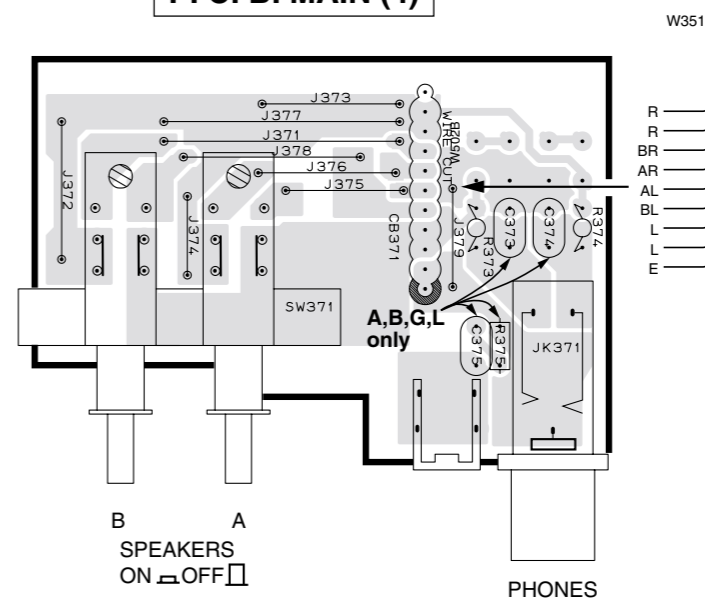 W351
J373
J377
J371
J378
J376
J375
J372
J374
WIRE CUT
W502B
CB371
J379
R373
C373
C374
R374
R
R
BR
AR
AL
BL
L
L
E
SW371
A,B,G,L
only
C375
R375
JK371
B A
SPEAKERS
ON OFF
PHONES